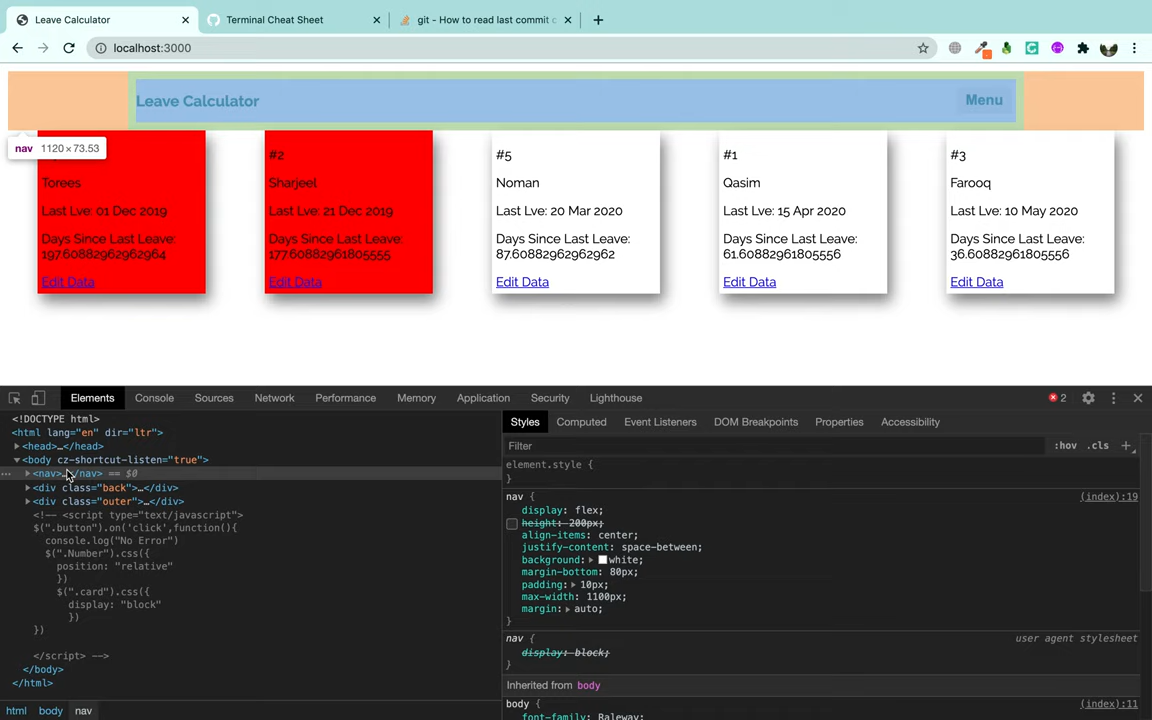 Leave Calculator
Terminal Cheat Sheet
git - How to read last commit c
localhost:3000
Leave Calculator
Menu
nav 1120 × 73.53
#2
#5
#1
#3
Torees
Sharjeel
Noman
Qasim
Farooq
Last Lve: 01 Dec 2019
Last Lve: 21 Dec 2019
Last Lve: 20 Mar 2020
Last Lve: 15 Apr 2020
Last Lve: 10 May 2020
Days Since Last Leave:
197.60882962962964
Days Since Last Leave:
177.60882961805555
Days Since Last Leave:
87.60882962962962
Days Since Last Leave:
61.60882961805556
Days Since Last Leave:
36.60882961805556
Edit Data
Edit Data
Edit Data
Edit Data
Edit Data
Elements
Console
Sources
Network
Performance
Memory
Application
Security
Lighthouse
2
<!DOCTYPE html>
<html lang="en" dir="ltr">
<head>…</head>
<body cz-shortcut-listen="true">
<nav>…</nav> == $0
<div class="back">…</div>
<div class="outer">…</div>
<!-- <script type="text/javascript">
$(".button").on('click',function(){
console.log("No Error")
$(".Number").css({
position: "relative"
})
$(".card").css({
display: "block"
})
})
</script> -->
</body>
</html>
html body nav
Styles
Computed
Event Listeners
DOM Breakpoints
Properties
Accessibility
Filter
:hov .cls +
element.style {
}
nav { (index):19
display: flex;
height: 200px;
align-items: center;
justify-content: space-between;
background: white;
margin-bottom: 80px;
padding: 10px;
max-width: 1100px;
margin: auto;
}
nav { user agent stylesheet
display: block;
}
Inherited from body
body { (index):11
font-family: Raleway;